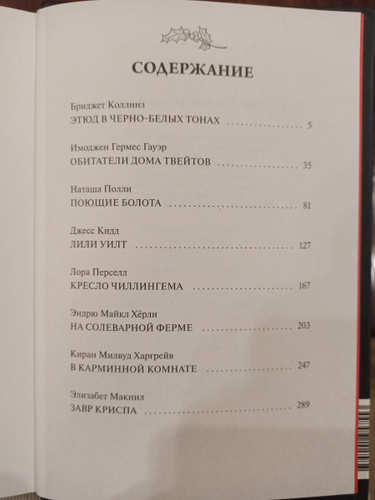 СОДЕРЖАНИЕ
Бриджет Коллинз
ЭТЮД В ЧЕРНО-БЕЛЫХ ТОНАХ 5
Имоджен Гермес Гауэр
ОБИТАТЕЛИ ДОМА ТВЕЙТОВ 35
Наташа Полли
ПОЮЩИЕ БОЛОТА 81
Джесс Кидд
ЛИЛИ УИЛТ 127
Лора Перселл
КРЕСЛО ЧИЛЛИНГЕМА 167
Эндрю Майкл Хёрли
НА СОЛЕВАРНОЙ ФЕРМЕ 203
Киран Милвуд Харгрейв
В КАРМИННОЙ КОМНАТЕ 247
Элизабет Макнил
ЗАВР КРИСПА 289